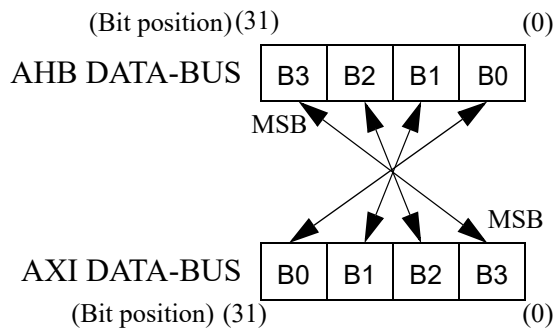 (Bit position) (31) (0)
AHB DATA-BUS B3 B2 B1 B0
MSB
MSB
AXI DATA-BUS B0 B1 B2 B3
(Bit position) (31) (0)